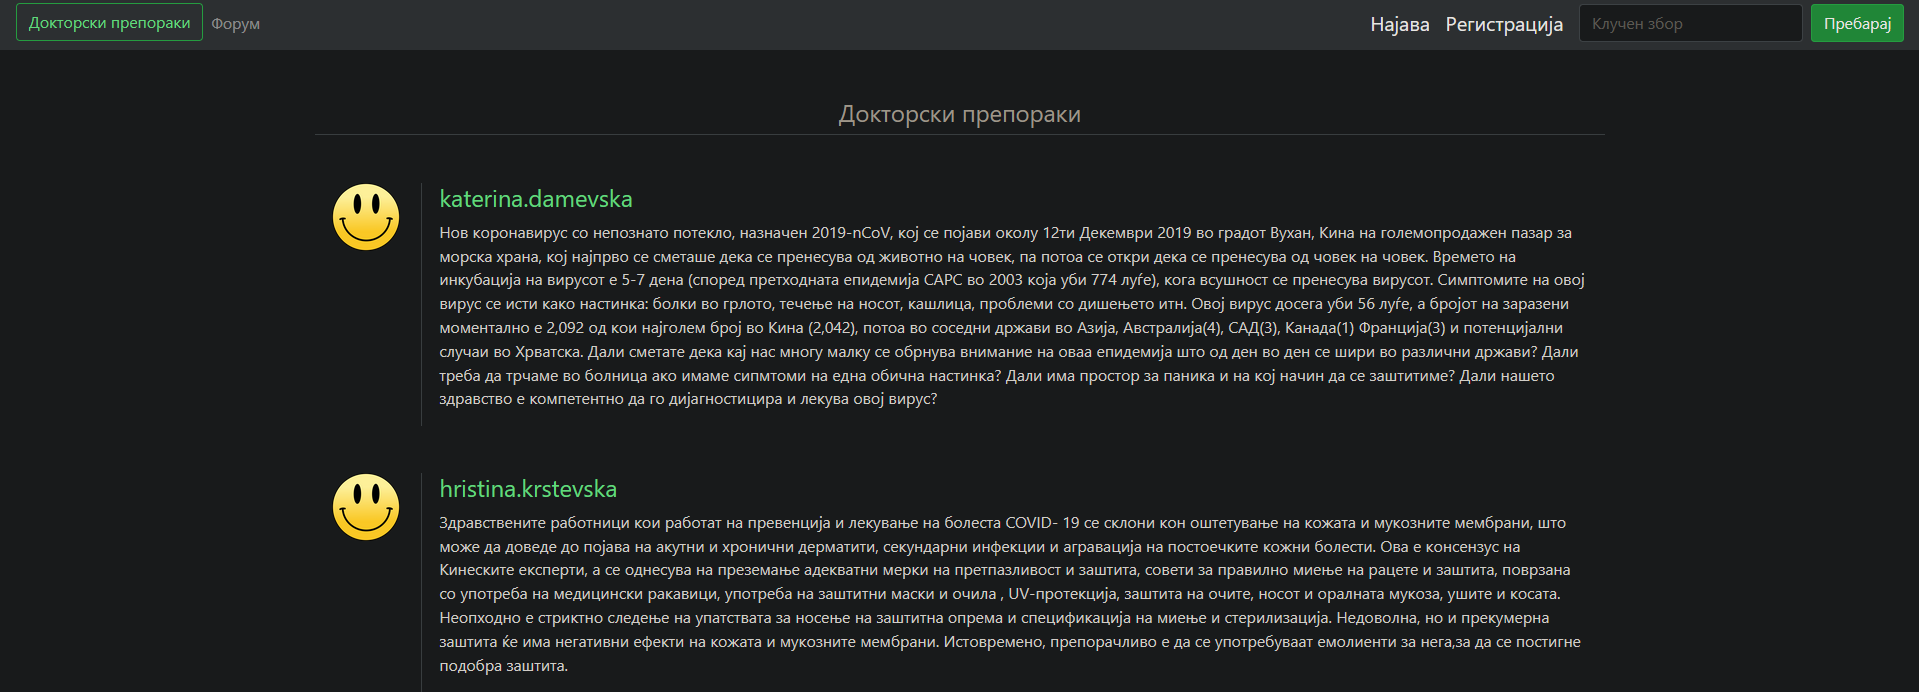 Докторски препораки
Форум
Најава
Регистрација
Клучен збор
Пребарај
Докторски препораки
katerina.damevska
Нов коронавирус со непознато потекло, назначен 2019-nCoV, кој се појави околу 12ти Декември 2019 во градот Вухан, Кина на големопродажен пазар за
морска храна, кој најпрво се сметаше дека се пренесува од животно на човек, па потоа се откри дека се пренесува од човек на човек. Времето на
инкубација на вирусот е 5-7 дена (според претходната епидемија САРС во 2003 која уби 774 луѓе), кога всушност се пренесува вирусот. Симптомите на овој
вирус се исти како настинка: болки во грлото, течење на носот, кашлица, проблеми со дишењето итн. Овој вирус досега уби 56 луѓе, а бројот на заразени
моментално е 2,092 од кои најголем број во Кина (2,042), потоа во соседни држави во Азија, Австралија(4), САД(3), Канада(1) Франција(3) и потенцијални
случаи во Хрватска. Дали сметате дека кај нас многу малку се обрнува внимание на оваа епидемија што од ден во ден се шири во различни држави? Дали
треба да трчаме во болница ако имаме сипмтоми на една обична настинка? Дали има простор за паника и на кој начин да се заштитиме? Дали нашето
здравство е компетентно да го дијагностицира и лекува овој вирус?
hristina.krstevska
Здравствените работници кои работат на превенција и лекување на болеста COVID- 19 се склони кон оштетување на кожата и мукозните мембрани, што
може да доведе до појава на акутни и хронични дерматити, секундарни инфекции и агравација на постоечките кожни болести. Ова е консензус на
Кинеските експерти, а се однесува на преземање адекватни мерки на претпазливост и заштита, совети за правилно миење на рацете и заштита, поврзана
со употреба на медицински ракавици, употреба на заштитни маски и очила , UV-протекција, заштита на очите, носот и оралната мукоза, ушите и косата.
Неопходно е стриктно следење на упатствата за носење на заштитна опрема и спецификација на миење и стерилизација. Недоволна, но и прекумерна
заштита ќе има негативни ефекти на кожата и мукозните мембрани. Истовремено, препорачливо е да се употребуваат емолиенти за нега,за да се постигне
подобра заштита.